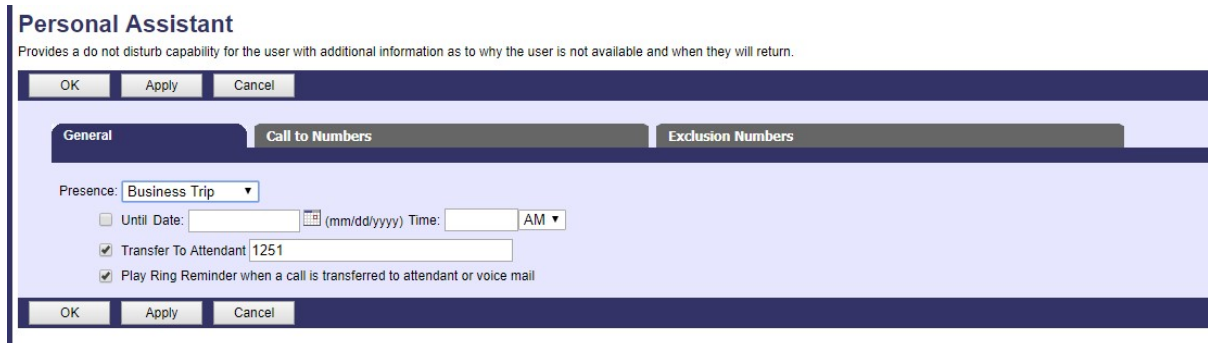 Personal Assistant
Provides a do not disturb capability for the user with additional information as to why the user is not available and when they will return.
OK Apply Cancel
General Call to Numbers Exclusion Numbers
Presence: Business Trip
Until Date: (mm/dd/yyyy) Time: AM
Transfer To Attendant 1251
Play Ring Reminder when a call is transferred to attendant or voice mail
OK Apply Cancel